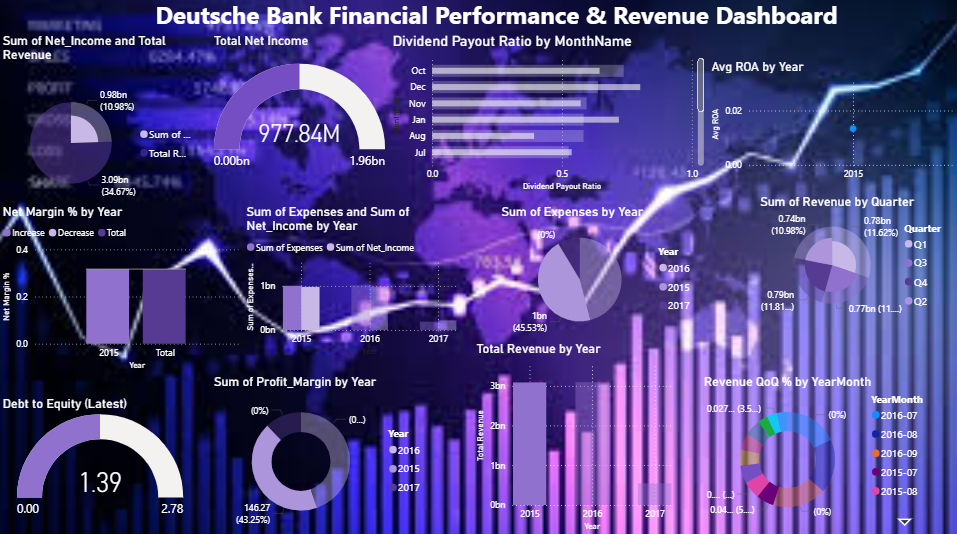 Deutsche Bank Financial Performance & Revenue Dashboard
Sum of Net_Income and Total
Revenue
0.98bn
(10.98%)
Sum of ...
Total R...
3.09bn
(34.67%)
Total Net Income
977.84M
0.00bn
1.96bn
Dividend Payout Ratio by MonthName
Oct
Dec
Nov
Jan
Aug
Jul
0.0
0.5
1.0
Dividend Payout Ratio
Avg ROA by Year
Avg ROA
0.02
0.00
2015
Net Margin % by Year
Increase
Decrease
Total
Net Margin %
0.4
0.2
0.0
2015
Total
Year
Sum of Expenses and Sum of
Net_Income by Year
Sum of Expenses
Sum of Net_Income
Sum of Expenses...
1bn
0bn
2015
2016
2017
Sum of Expenses by Year
(0%)
1bn
(45.53%)
Year
2016
2015
2017
Sum of Revenue by Quarter
0.74bn
(10.98%)
0.78bn
(11.62%)
0.79bn
(11.81...)
0.77bn (11....)
Quarter
Q1
Q3
Q4
Q2
Debt to Equity (Latest)
1.39
0.00
2.78
Sum of Profit_Margin by Year
(0%)
(0...)
146.27
(43.25%)
Year
2016
2015
2017
Total Revenue by Year
Total Revenue
3bn
2bn
1bn
0bn
2015
2016
2017
Year
Revenue QoQ % by YearMonth
0.027... (3.5...)
(0%)
0.... (...)
0.04... (5....)
(0%)
YearMonth
2016-07
2016-08
2016-09
2015-07
2015-08